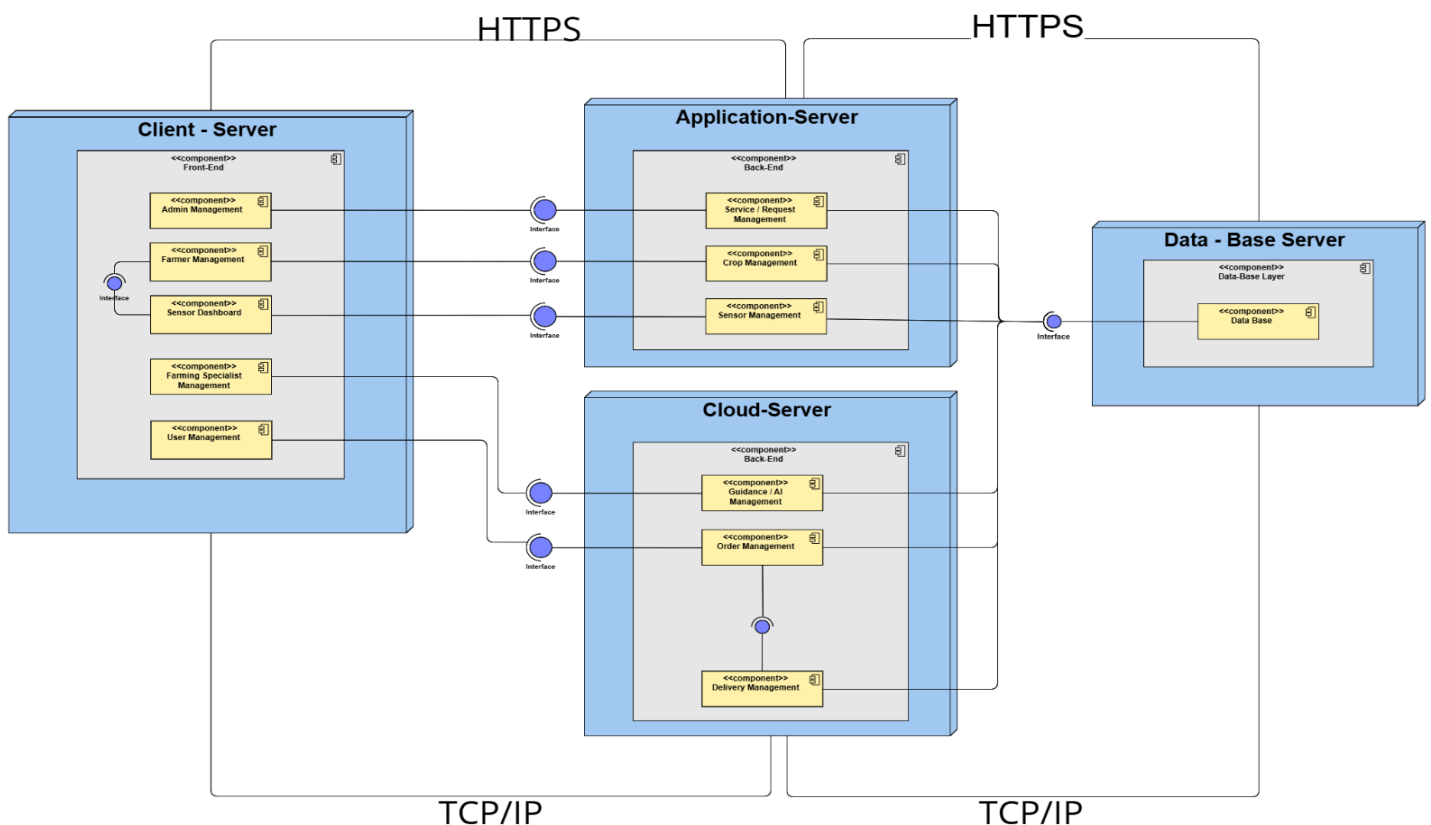 HTTPS
HTTPS
Client - Server
<<component>>
Front-End
<<component>>
Admin Management
<<component>>
Farmer Management
Interface
<<component>>
Sensor Dashboard
<<component>>
Farming Specialist
Management
<<component>>
User Management
Interface
Interface
Interface
Interface
Interface
Application-Server
<<component>>
Back-End
<<component>>
Service / Request
Management
<<component>>
Crop Management
<<component>>
Sensor Management
Cloud-Server
<<component>>
Back-End
<<component>>
Guidance / AI
Management
<<component>>
Order Management
<<component>>
Delivery Management
Interface
Data - Base Server
<<component>>
Data-Base Layer
<<component>>
Data Base
TCP/IP
TCP/IP